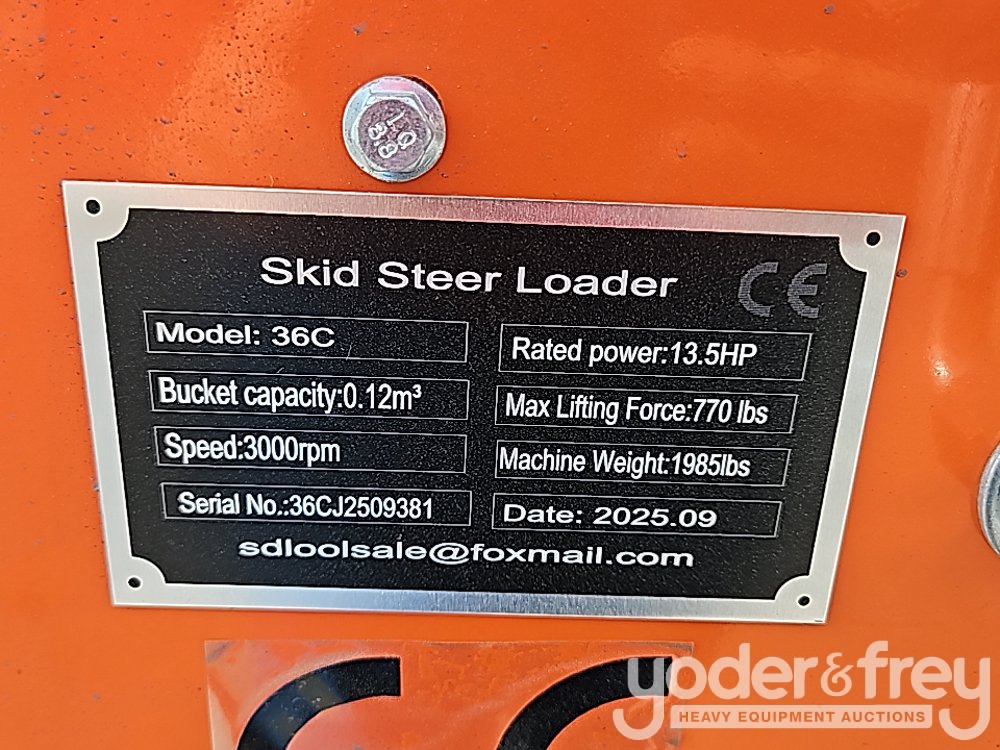 8.8
Skid Steer Loader
CE
Model: 36C
Rated power:13.5HP
Bucket capacity:0.12m³
Max Lifting Force:770 lbs
Speed:3000rpm
Machine Weight:1985lbs
Serial No.:36CJ2509381
Date: 2025.09
sdloolsale@foxmail.com
yoder&frey
HEAVY EQUIPMENT AUCTIONS